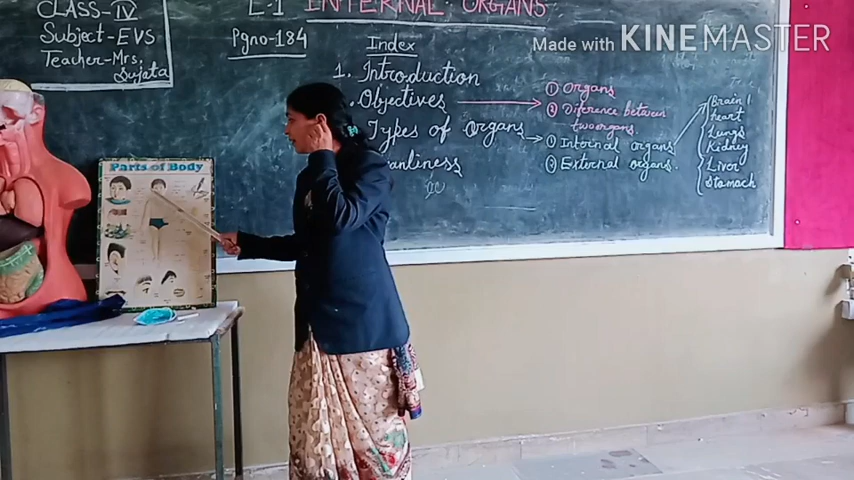 CLASS-IV
Subject-EVS
Teacher-Mrs.
Sujata
L-1 INTERNAL ORGANS
Pgno-184
Index
1. Introduction
. Objectives
Types of Organs
anliness
① Organs
② Diference between
two organs.
① Internal organs
② External organs.
Brain
heart
Lungs
Kidney
Liver
Stomach
Parts of Body
Made with KINEMASTER